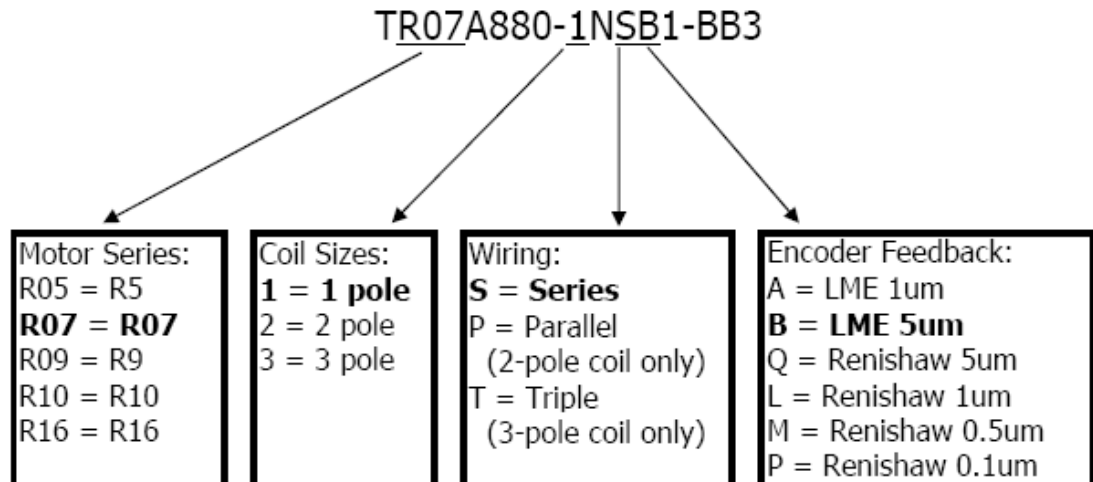 TR07A880-1NSB1-BB3
Motor Series:
R05 = R5
R07 = R07
R09 = R9
R10 = R10
R16 = R16
Coil Sizes:
1 = 1 pole
2 = 2 pole
3 = 3 pole
Wiring:
S = Series
P = Parallel
(2-pole coil only)
T = Triple
(3-pole coil only)
Encoder Feedback:
A = LME 1um
B = LME 5um
Q = Renishaw 5um
L = Renishaw 1um
M = Renishaw 0.5um
P = Renishaw 0.1um